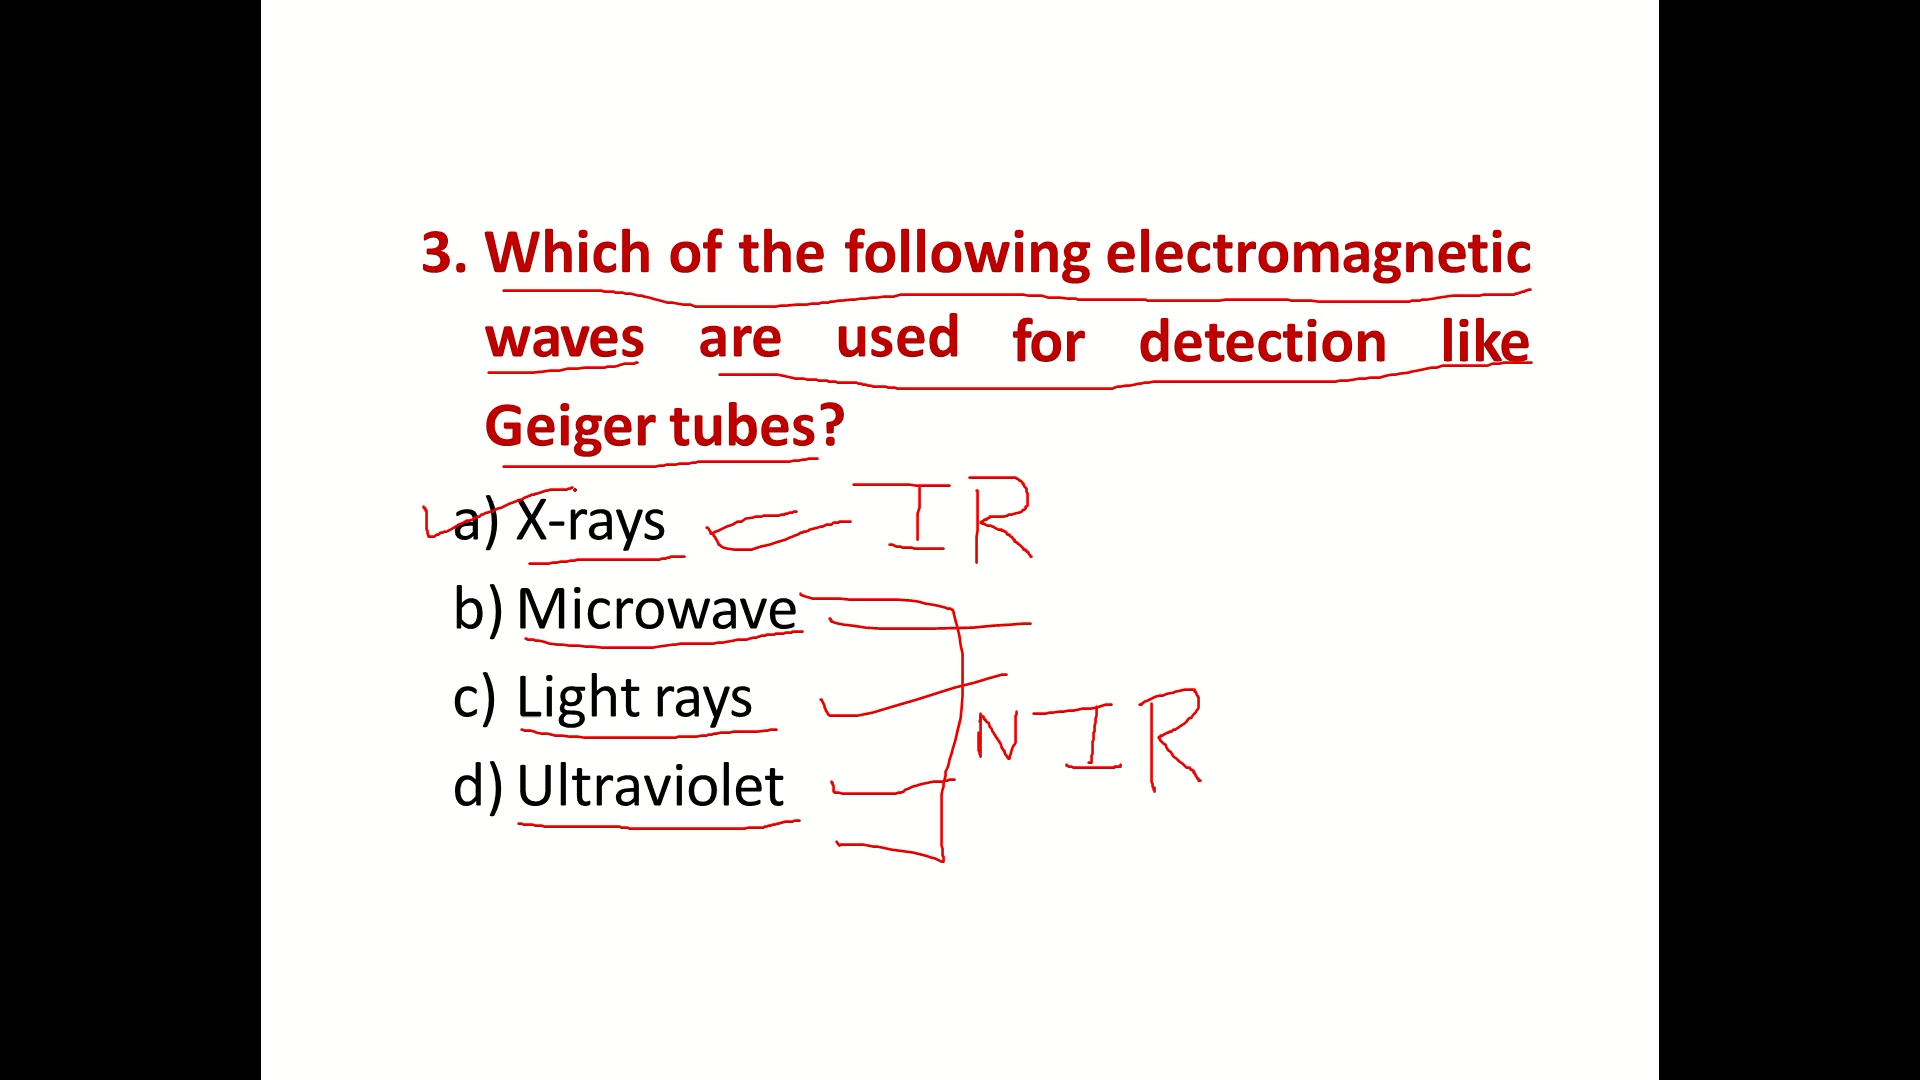 3. Which of the following electromagnetic
waves are used for detection like
Geiger tubes?
a) X-rays IR
b) Microwave
c) Light rays
NIR
d) Ultraviolet